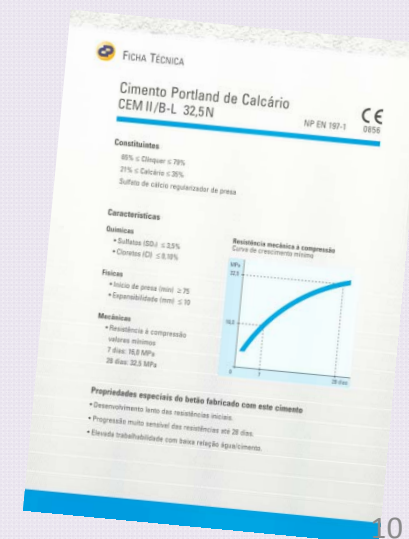 FICHA TÉCNICA
Cimento Portland de Calcário
CEM II/B-L 32,5N
NP EN 197-1
CE
0856
Constituintes
65% ≤ Clínquer ≤ 79%
21% ≤ Calcário ≤ 35%
Sulfato de cálcio regularizador de presa
Características
Químicas
• Sulfatos (SO₃) ≤ 3,5%
• Cloretos (Cl) ≤ 0,10%
Físicas
• Início de presa (min) ≥ 75
• Expansibilidade (mm) ≤ 10
Mecânicas
• Resistência à compressão
valores mínimos
7 dias: 16,0 MPa
28 dias: 32,5 MPa
Resistência mecânica à compressão
Curva de crescimento mínima
MPa
32,5
16,0
0
7
28 dias
Propriedades especiais do betão fabricado com este cimento
• Desenvolvimento lento das resistências iniciais.
• Progressão muito sensível das resistências até 28 dias.
• Elevada trabalhabilidade com baixa relação água/cimento.
10